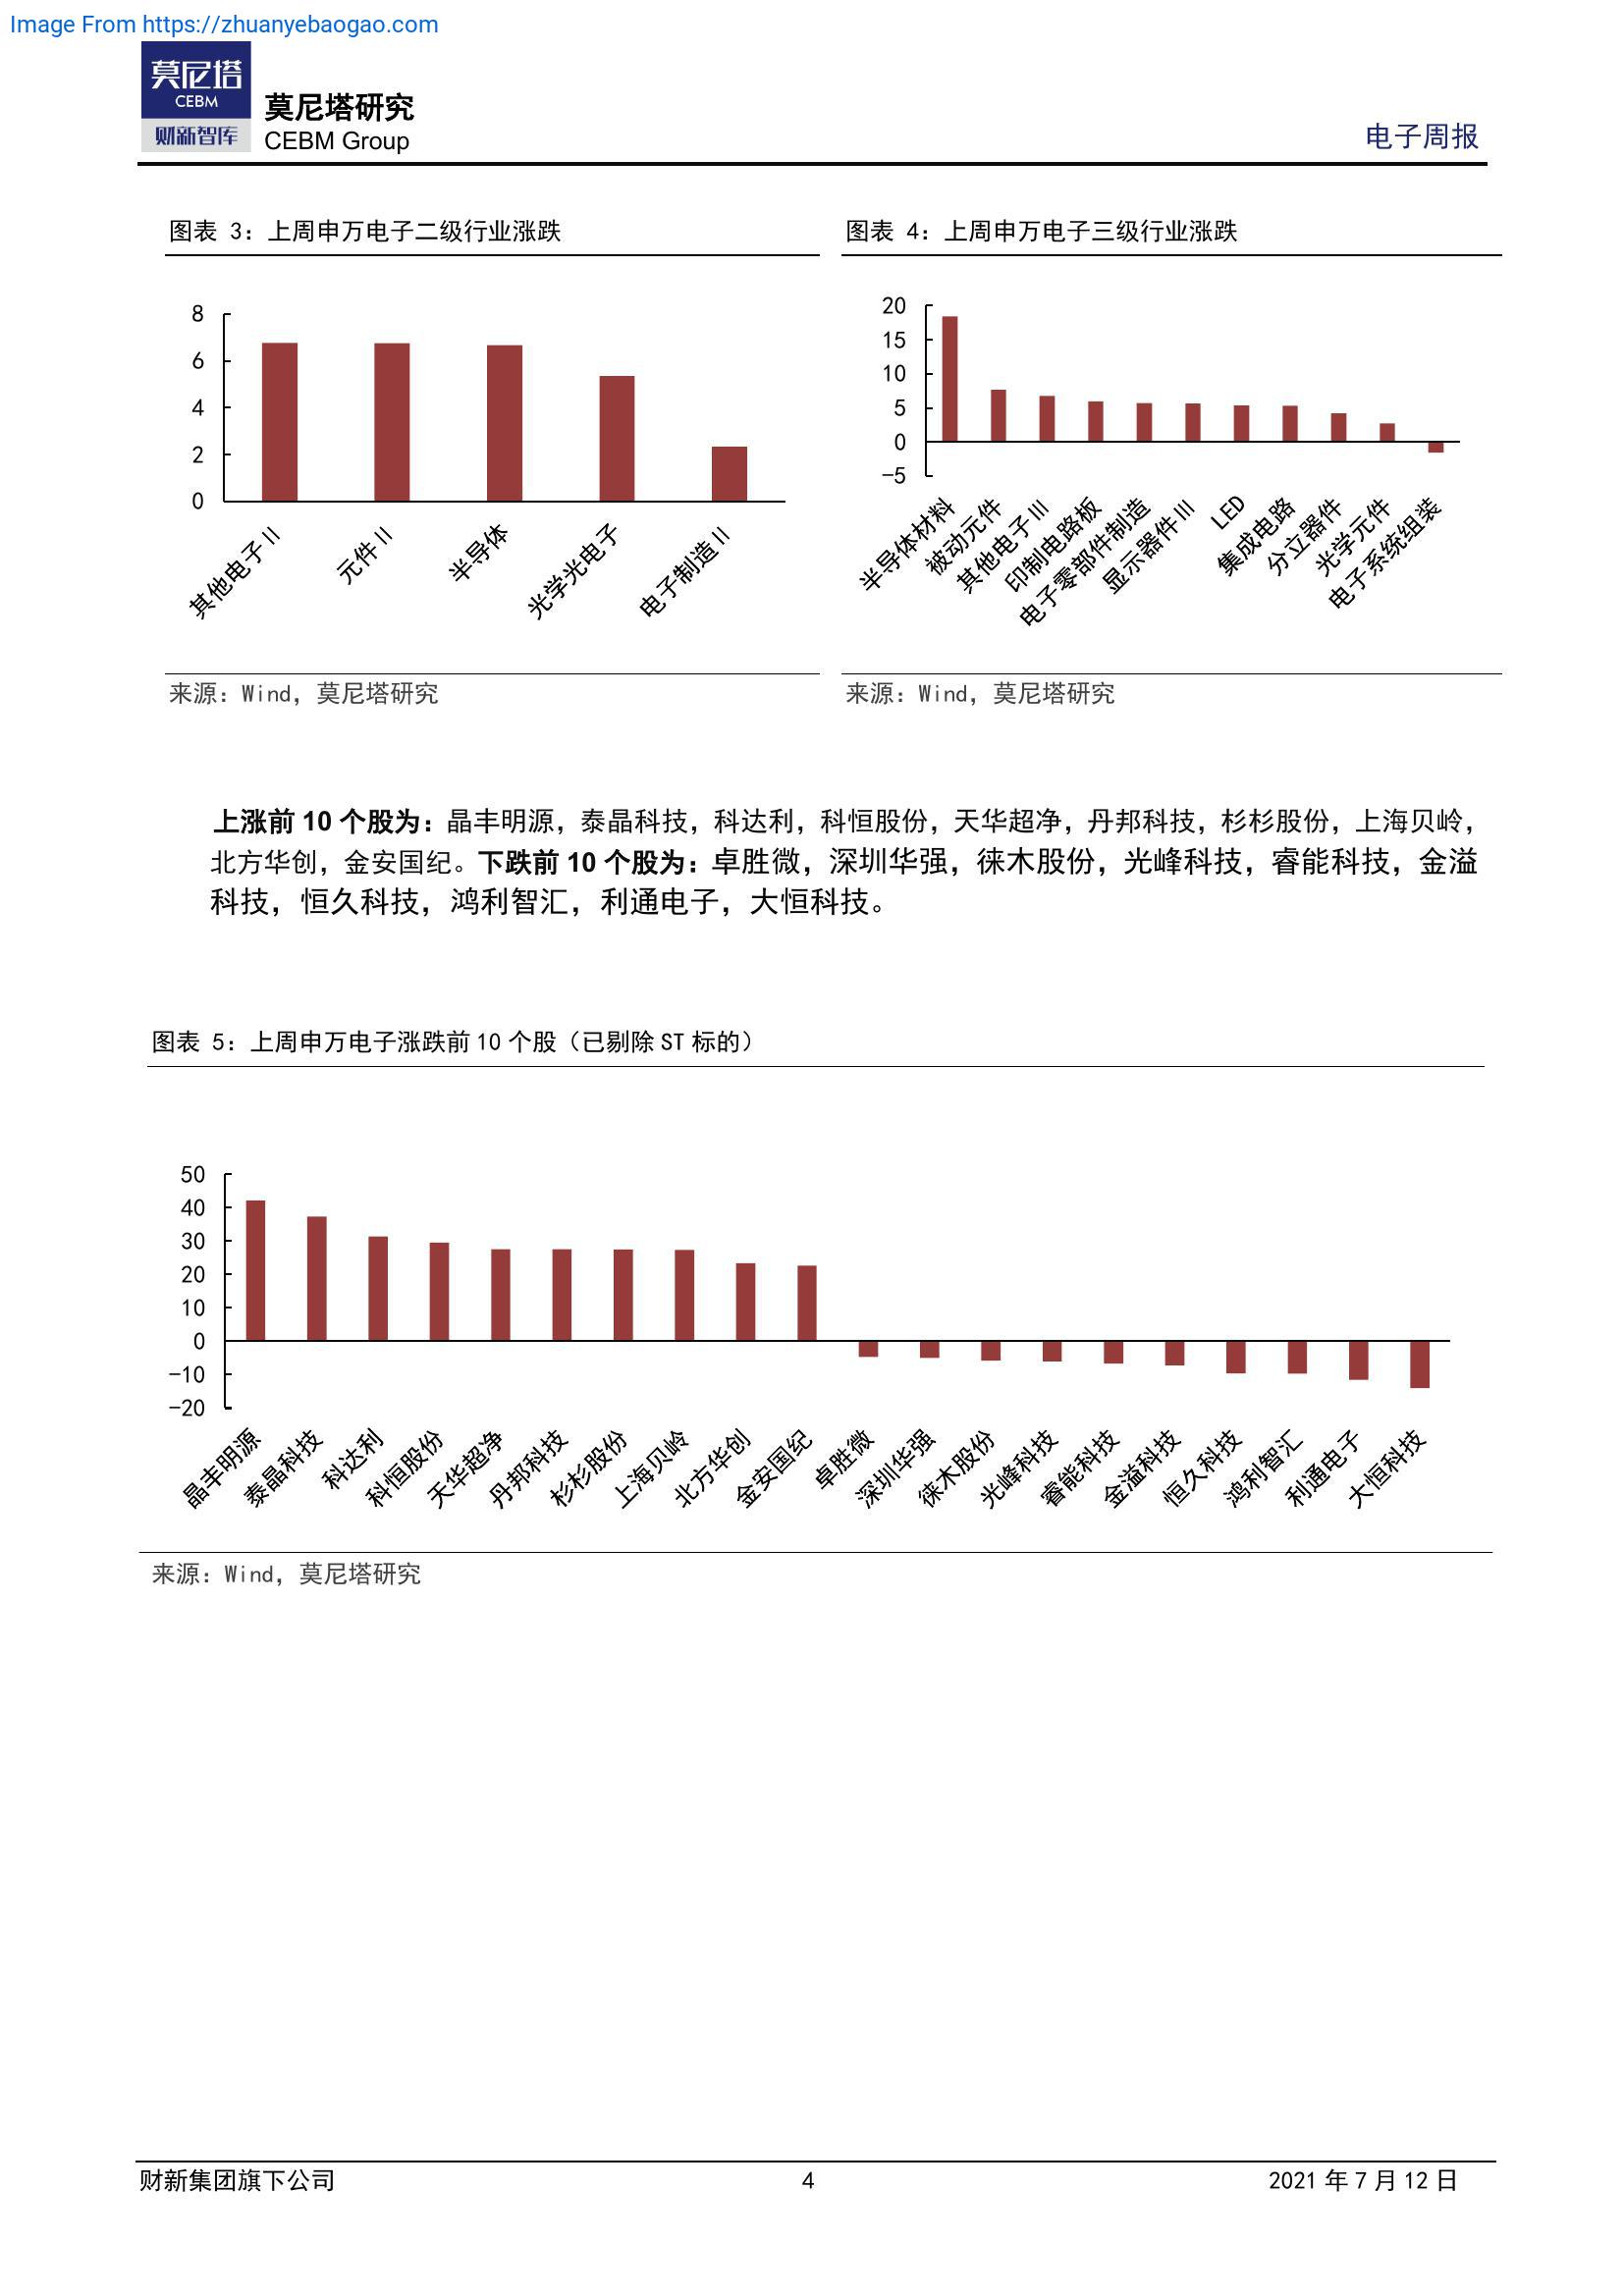 Image From https://zhuanyebaogao.com
莫尼塔
CEBM
财新智库
莫尼塔研究
CEBM Group
电子周报
图表 3：上周申万电子二级行业涨跌
8
6
4
2
0
其他电子Ⅱ
元件Ⅱ
半导体
光学光电子
电子制造Ⅱ
来源：Wind，莫尼塔研究
图表 4：上周申万电子三级行业涨跌
20
15
10
5
0
-5
半导体材料
被动元件
其他电子Ⅲ
印制电路板
电子零部件制造
显示器件Ⅲ
LED
集成电路
分立器件
光学元件
电子系统组装
来源：Wind，莫尼塔研究
上涨前 10 个股为：晶丰明源，泰晶科技，科达利，科恒股份，天华超净，丹邦科技，杉杉股份，上海贝岭，
北方华创，金安国纪。下跌前 10 个股为：卓胜微，深圳华强，徕木股份，光峰科技，睿能科技，金溢
科技，恒久科技，鸿利智汇，利通电子，大恒科技。
图表 5：上周申万电子涨跌前 10 个股（已剔除 ST 标的）
50
40
30
20
10
0
-10
-20
晶丰明源
泰晶科技
科达利
科恒股份
天华超净
丹邦科技
杉杉股份
上海贝岭
北方华创
金安国纪
卓胜微
深圳华强
徕木股份
光峰科技
睿能科技
金溢科技
恒久科技
鸿利智汇
利通电子
大恒科技
来源：Wind，莫尼塔研究
财新集团旗下公司
4
2021 年 7 月 12 日